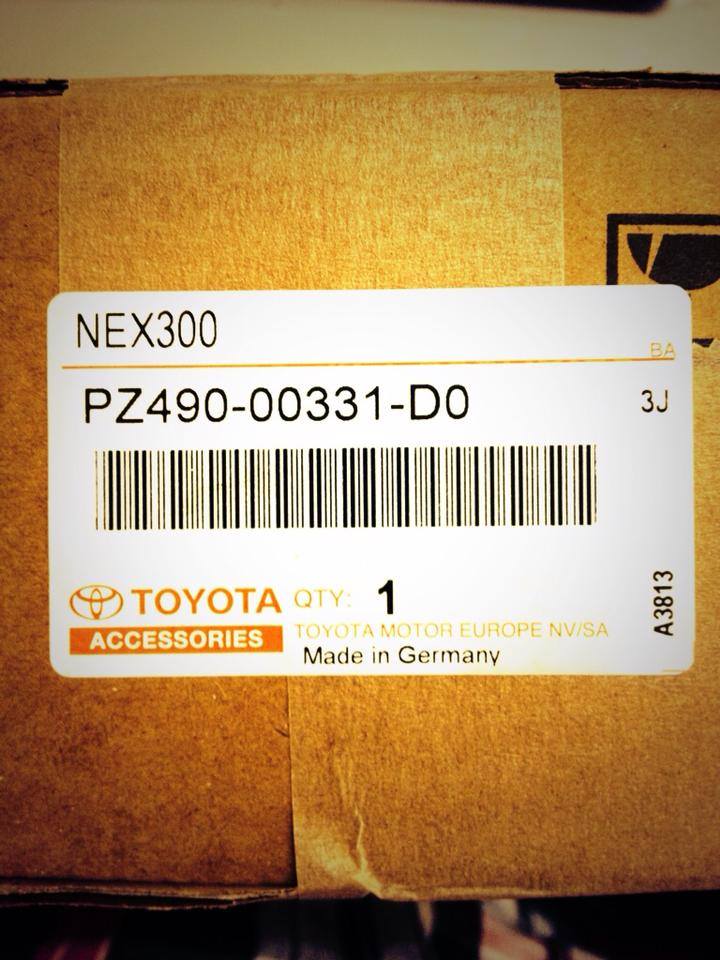 NEX300
BA
PZ490-00331-D0
3J
TOYOTA
ACCESSORIES
QTY: 1
TOYOTA MOTOR EUROPE NV/SA
Made in Germany
A3813